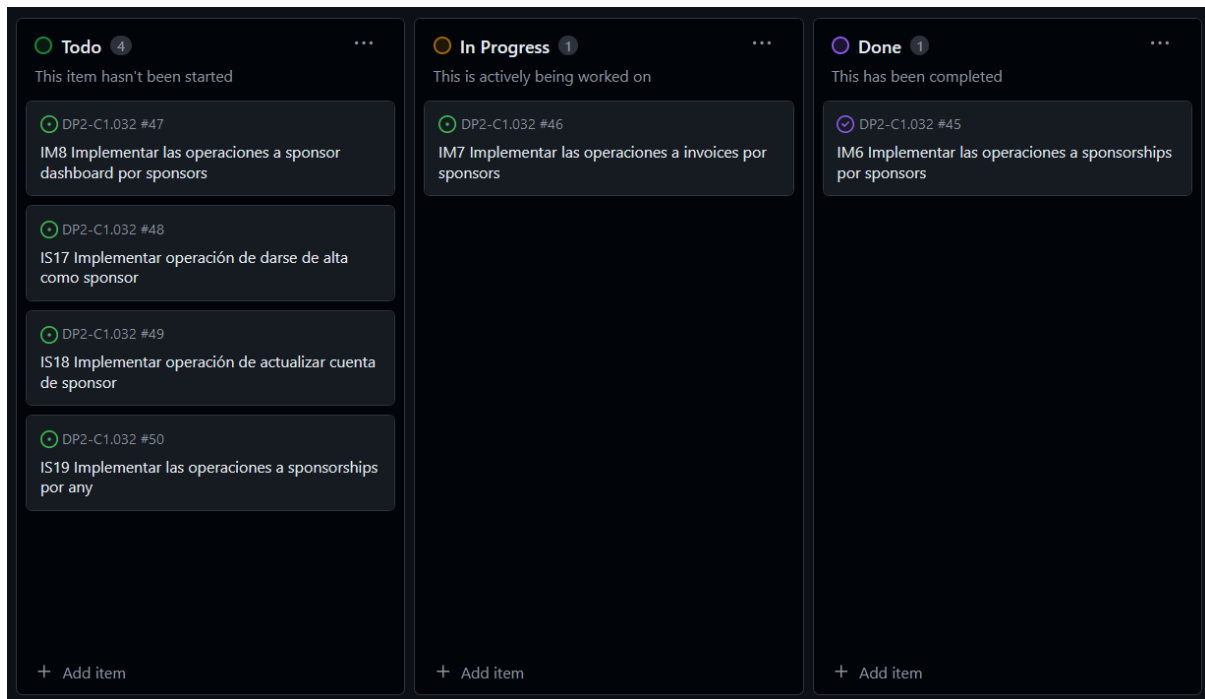 Todo 4
This item hasn't been started
DP2-C1.032 #47
IM8 Implementar las operaciones a sponsor
dashboard por sponsors
DP2-C1.032 #48
IS17 Implementar operación de darse de alta
como sponsor
DP2-C1.032 #49
IS18 Implementar operación de actualizar cuenta
de sponsor
DP2-C1.032 #50
IS19 Implementar las operaciones a sponsorships
por any
+ Add item
In Progress 1
This is actively being worked on
DP2-C1.032 #46
IM7 Implementar las operaciones a invoices por
sponsors
+ Add item
Done 1
This has been completed
DP2-C1.032 #45
IM6 Implementar las operaciones a sponsorships
por sponsors
+ Add item